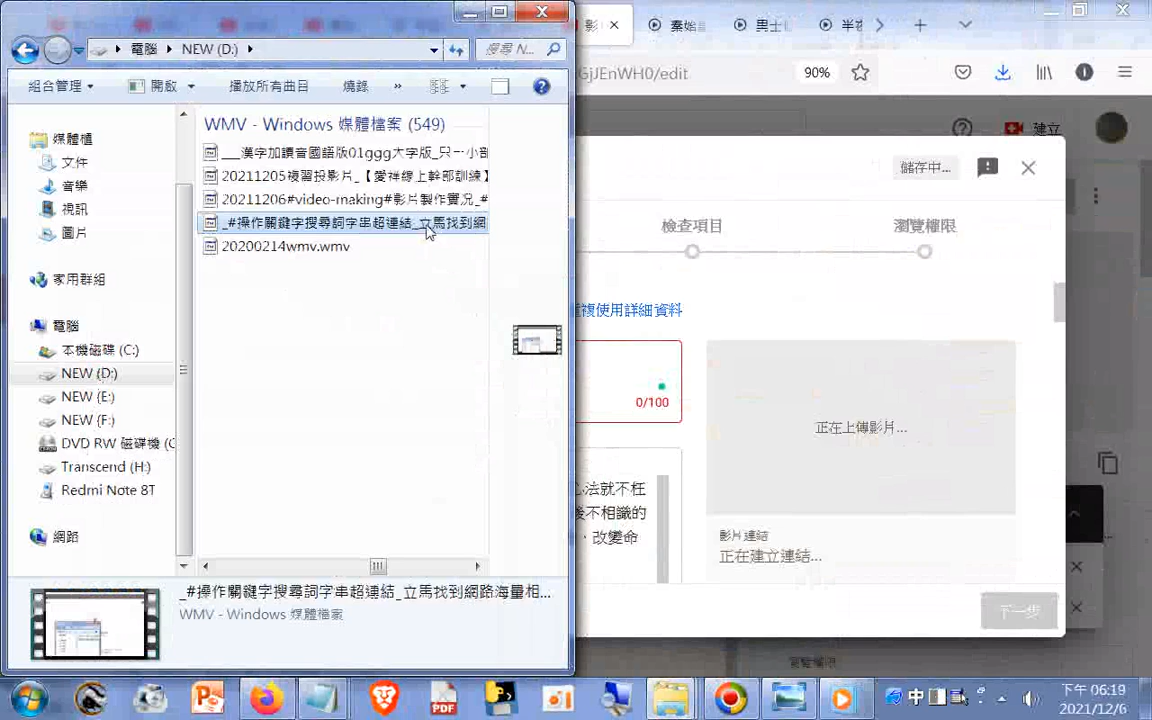 電腦 NEW (D:) 搜尋 N...
組合管理 開啟 播放所有曲目 燒錄 »
媒體櫃
文件
音樂
視訊
圖片
家用群組
電腦
本機磁碟 (C:)
NEW (D:)
NEW (E:)
NEW (F:)
DVD RW 磁碟機 (C
Transcend (H:)
Redmi Note 8T
網路
WMV - Windows 媒體檔案 (549)
___漢字加讀音國語版01ggg大字版_只一小部
20211205複習投影片_【愛祥線上幹部訓練】
20211206#video-making#影片製作實況_#
_#操作關鍵字搜尋詞字串超連結_立馬找到網
20200214wmv.wmv
_#操作關鍵字搜尋詞字串超連結_立馬找到網路海量相...
WMV - Windows 媒體檔案
影 秦始 男士 半夜
GjJEnWH0/edit 90%
建立
儲存中...
檢查項目 瀏覽權限
重複使用詳細資料
0/100
正在上傳影片...
心法就不枉
後不相識的
，改變命
影片連結
正在建立連結...
下一步
瀏覽權限
PDF 中 下午 06:19
2021/12/6